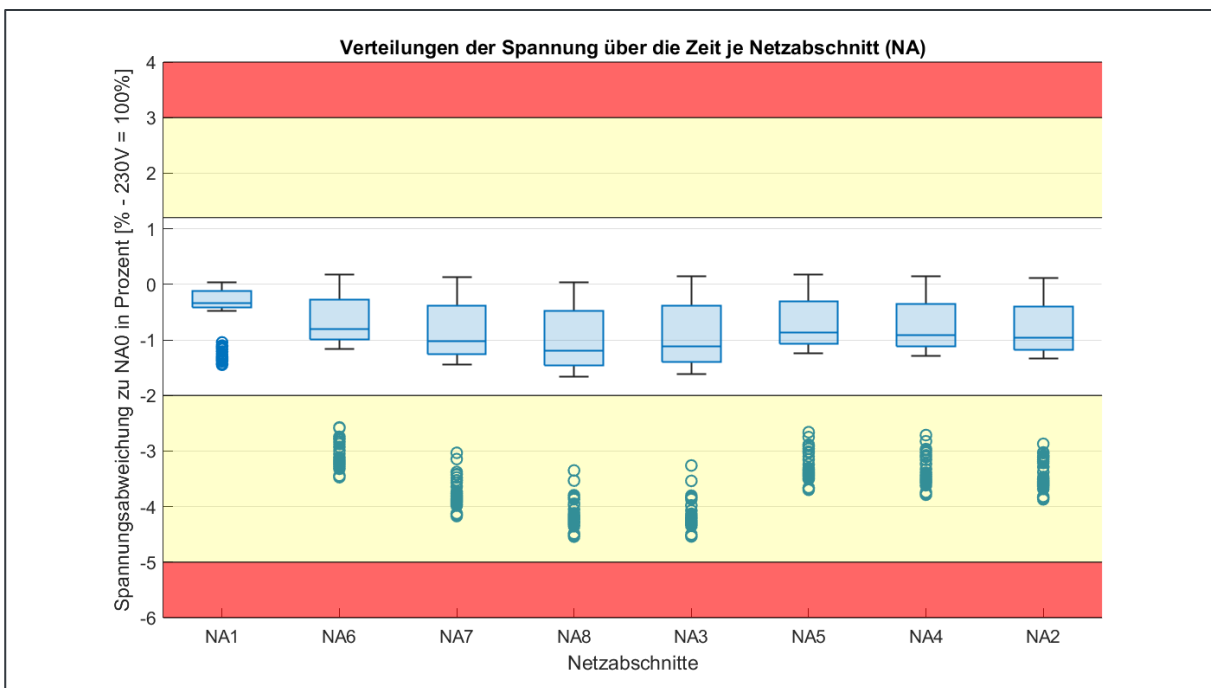 Verteilungen der Spannung über die Zeit je Netzabschnitt (NA)
Spannungsabweichung zu NA0 in Prozent [% - 230V = 100%]
4
3
2
1
0
-1
-2
-3
-4
-5
-6
NA1 NA6 NA7 NA8 NA3 NA5 NA4 NA2
Netzabschnitte